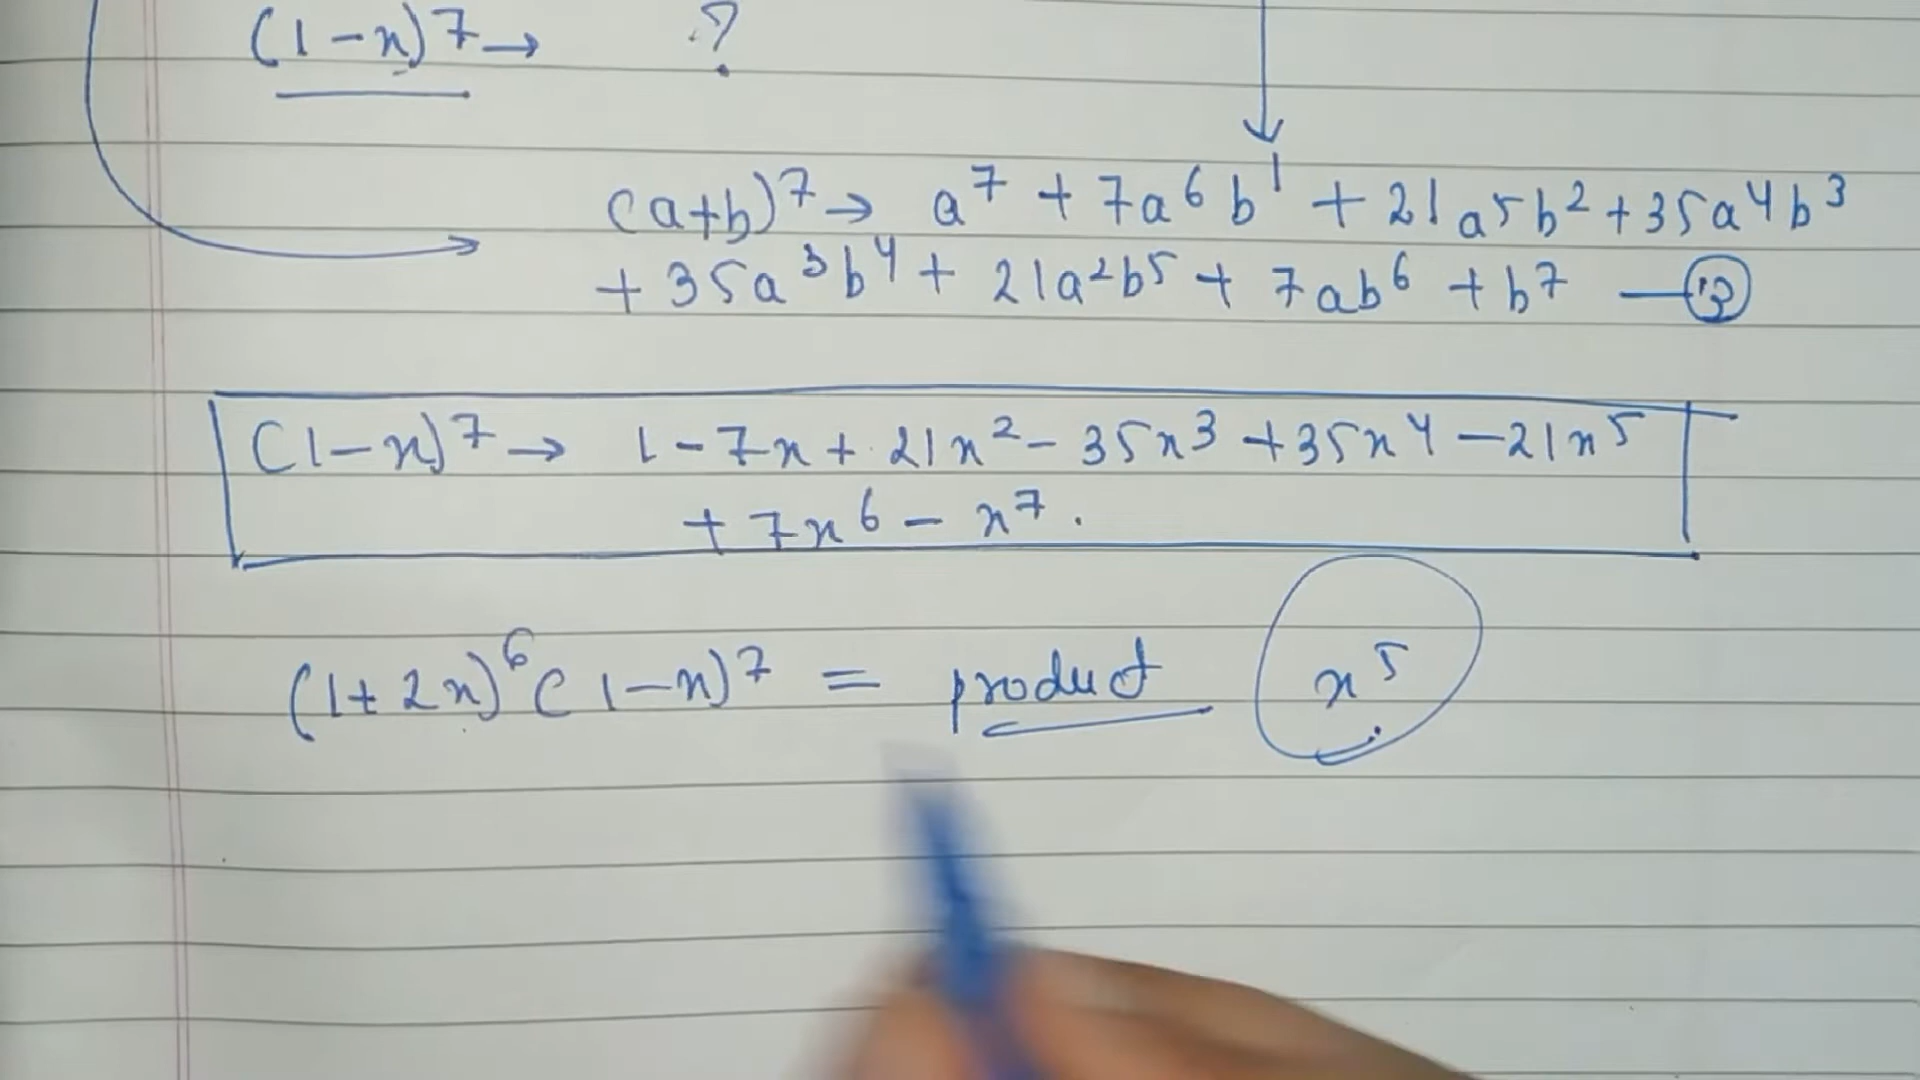 (1-x)⁷ → ?
(a+b)⁷ → a⁷ + 7a⁶b¹ + 21a⁵b² + 35a⁴b³
+ 35a³b⁴ + 21a²b⁵ + 7ab⁶ + b⁷ —
(1-x)⁷ → 1 - 7x + 21x² - 35x³ + 35x⁴ - 21x⁵
+ 7x⁶ - x⁷.
(1+2x)⁶(1-x)⁷ = product x⁵